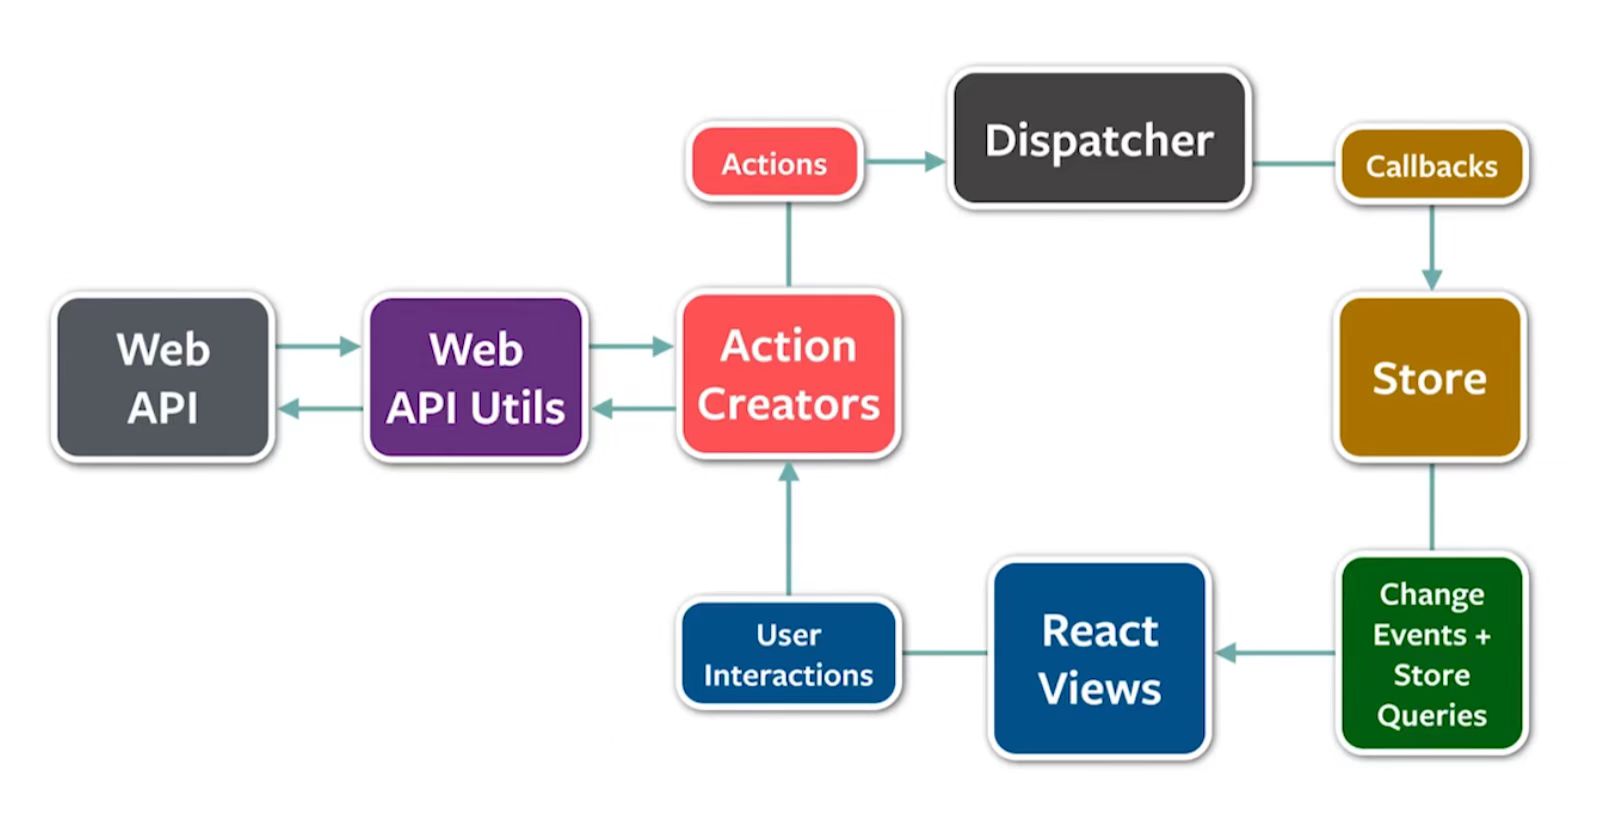 Dispatcher
Actions
Callbacks
Web
API
Web
API Utils
Action
Creators
Store
User
Interactions
React
Views
Change
Events +
Store
Queries